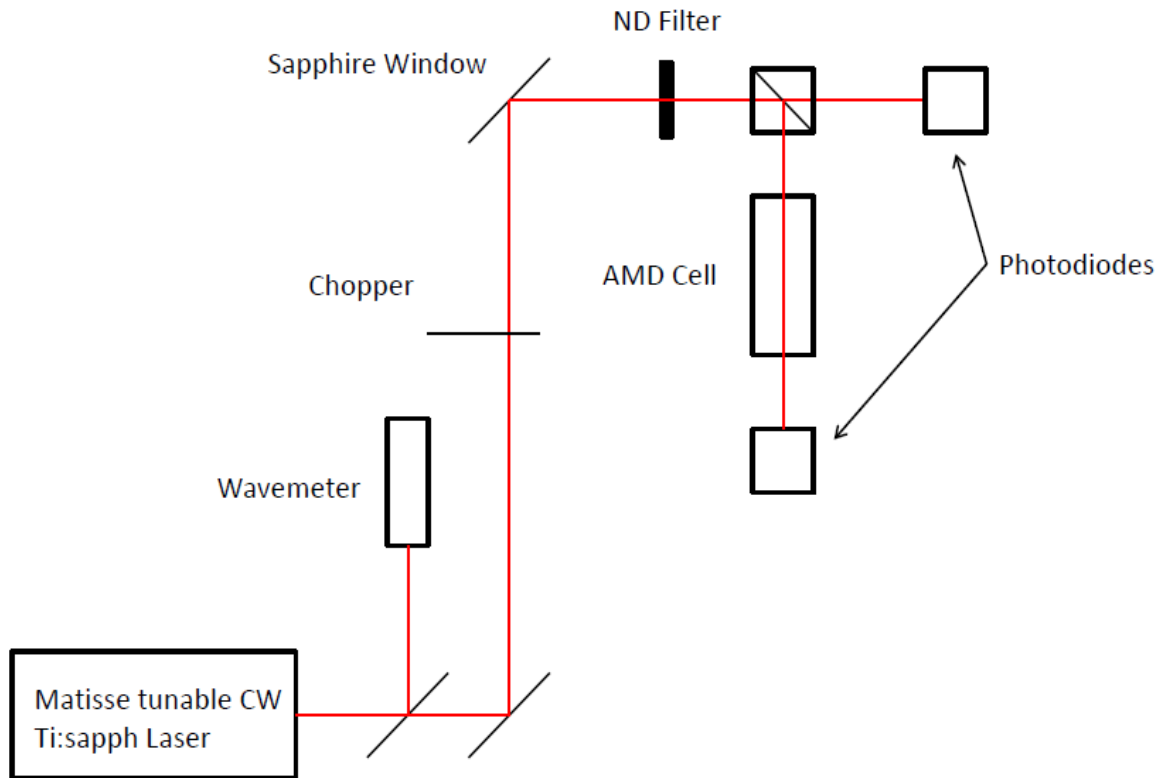 ND Filter
Sapphire Window
Chopper
AMD Cell
Photodiodes
Wavemeter
Matisse tunable CW
Ti:sapph Laser